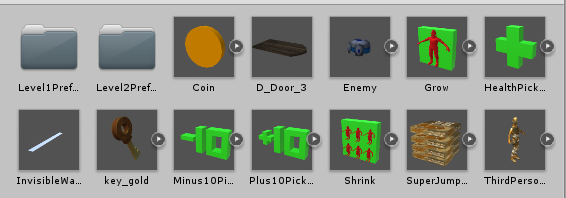 Level1Pref...
Level2Pref...
Coin
D_Door_3
Enemy
Grow
HealthPick...
InvisibleWa...
key_gold
Minus10Pi...
Plus10Pick...
Shrink
SuperJump...
ThirdPerso...